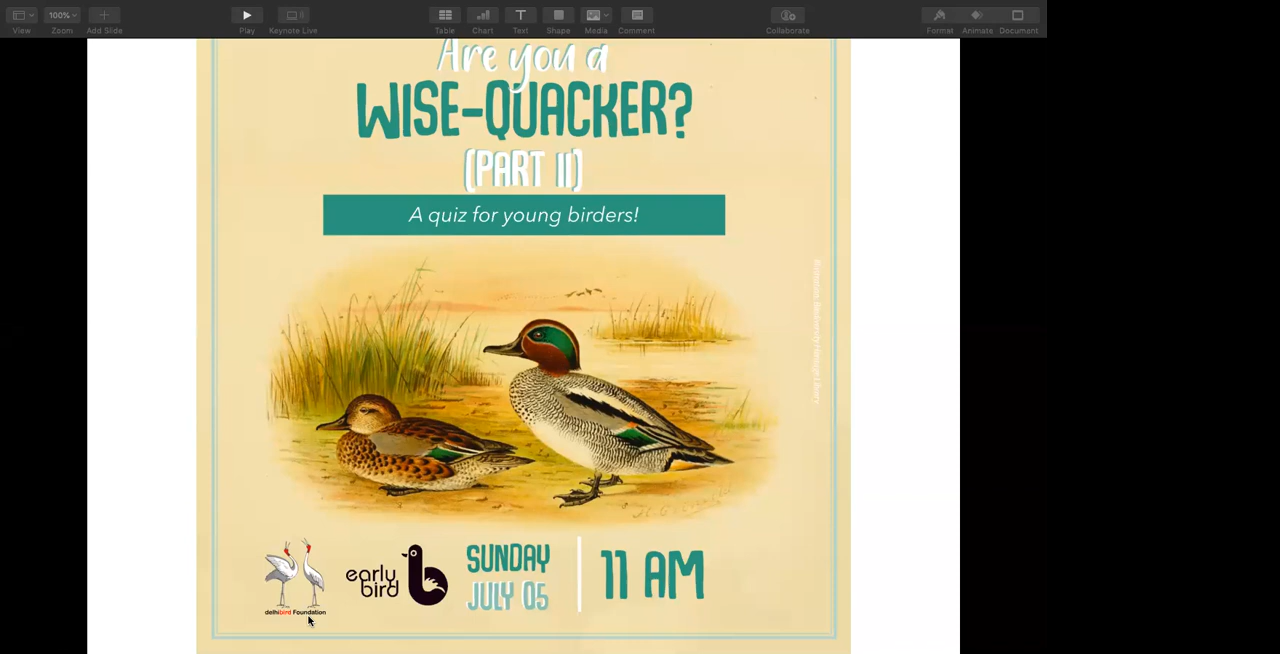 View
100%
Zoom
Add Slide
Play
Keynote Live
Table
Chart
Text
Shape
Media
Comment
Collaborate
Format
Animate
Document
Are you a
WISE-QUACKER?
(PART II)
A quiz for young birders!
delhibird Foundation
early
bird
SUNDAY
JULY 05
11 AM